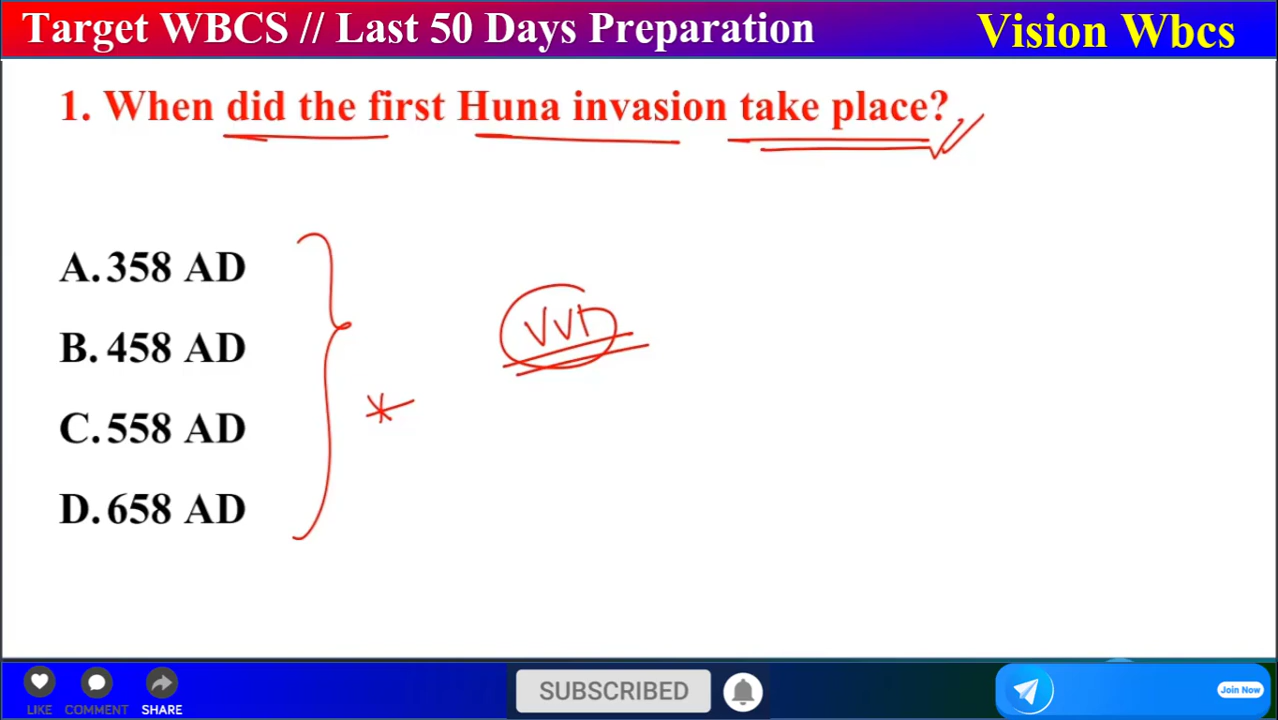 Target WBCS // Last 50 Days Preparation
Vision Wbcs
1. When did the first Huna invasion take place?
A. 358 AD
B. 458 AD
C. 558 AD
D. 658 AD
LIKE
COMMENT
SHARE
SUBSCRIBED
Join Now